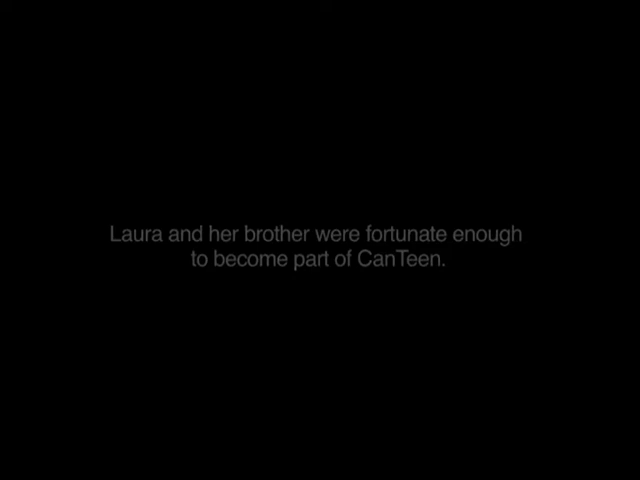 Laura and her brother were fortunate enough
to become part of CanTeen.